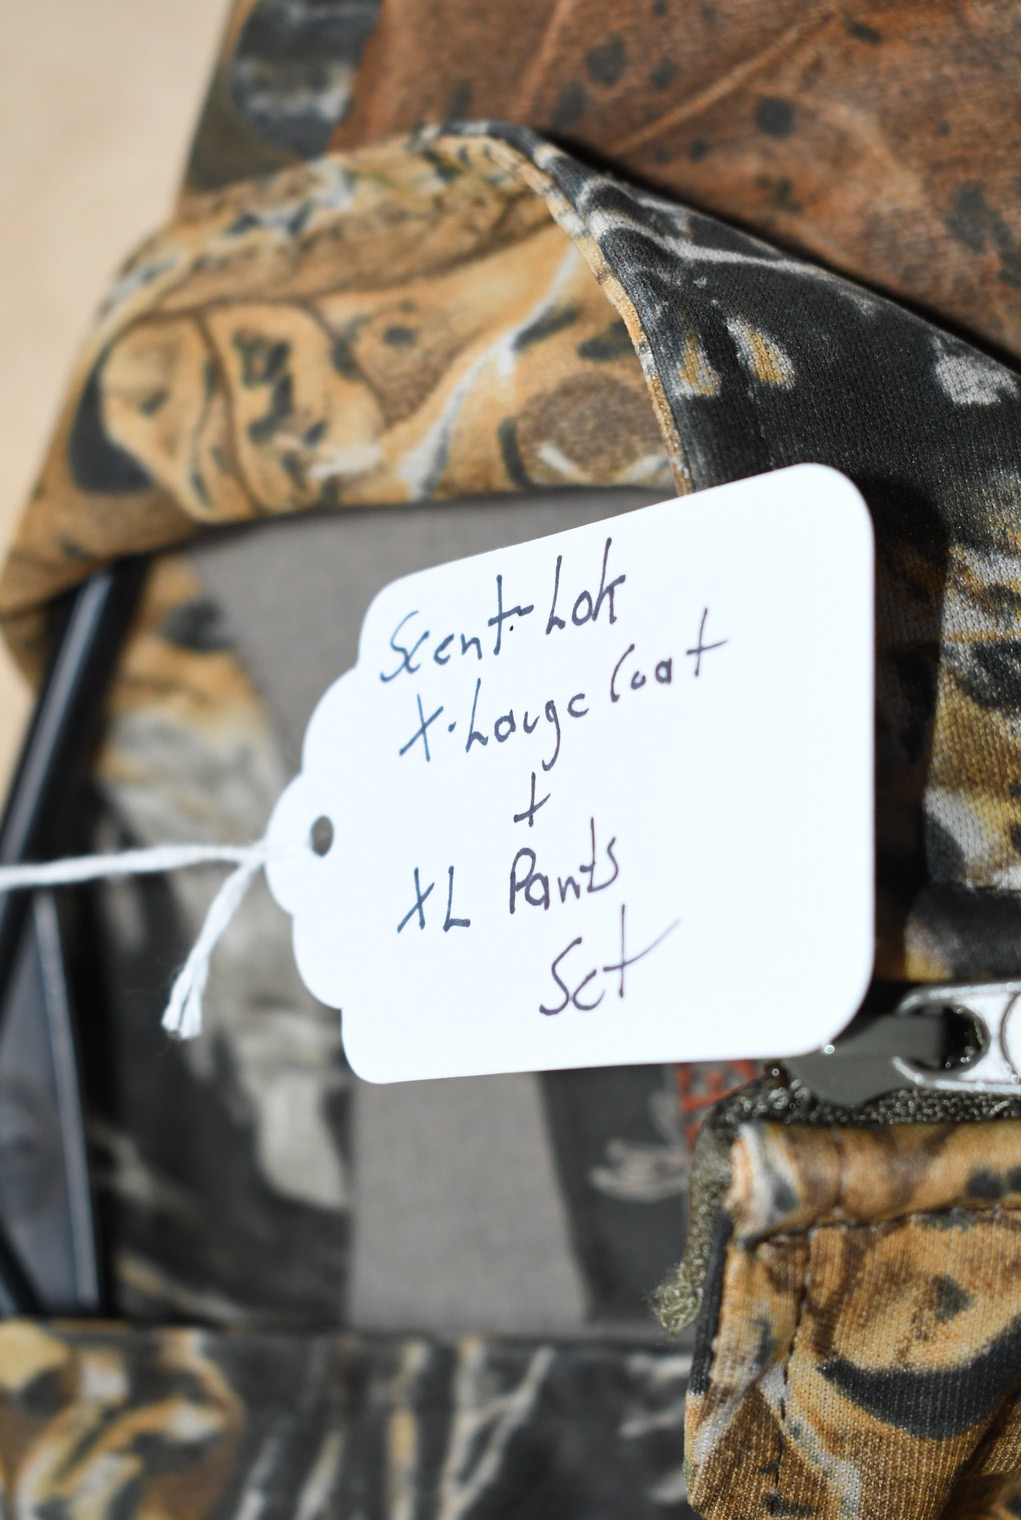 Scent-Lok
X-Large Coat
+
XL Pants
Set